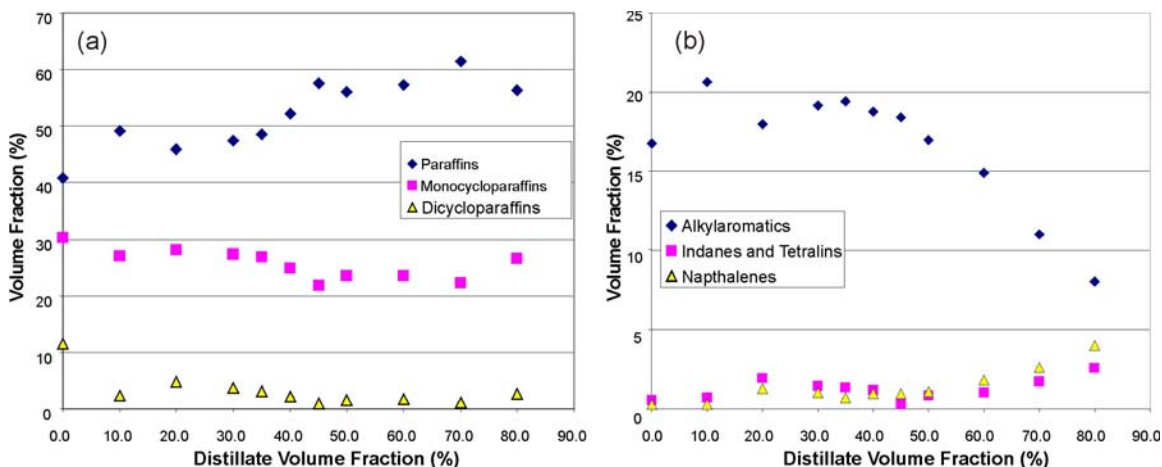 (a)
70
60
50
40
30
20
10
0
Volume Fraction (%)
Paraffins
Monocycloparaffins
Dicycloparaffins
0.0 10.0 20.0 30.0 40.0 50.0 60.0 70.0 80.0 90.0
Distillate Volume Fraction (%)
(b)
25
20
15
10
5
0
Volume Fraction (%)
Alkylaromatics
Indanes and Tetralins
Napthalenes
0.0 10.0 20.0 30.0 40.0 50.0 60.0 70.0 80.0 90.0
Distillate Volume Fraction (%)